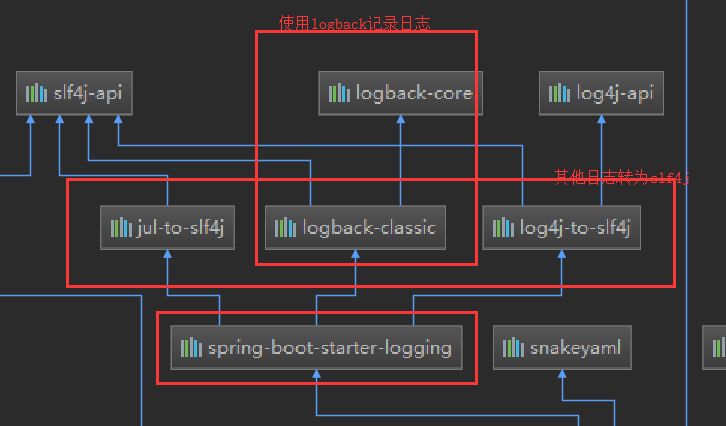 使用logback记录日志
slf4j-api
logback-core
log4j-api
其他日志转为slf4j
jul-to-slf4j
logback-classic
log4j-to-slf4j
spring-boot-starter-logging
snakeyaml